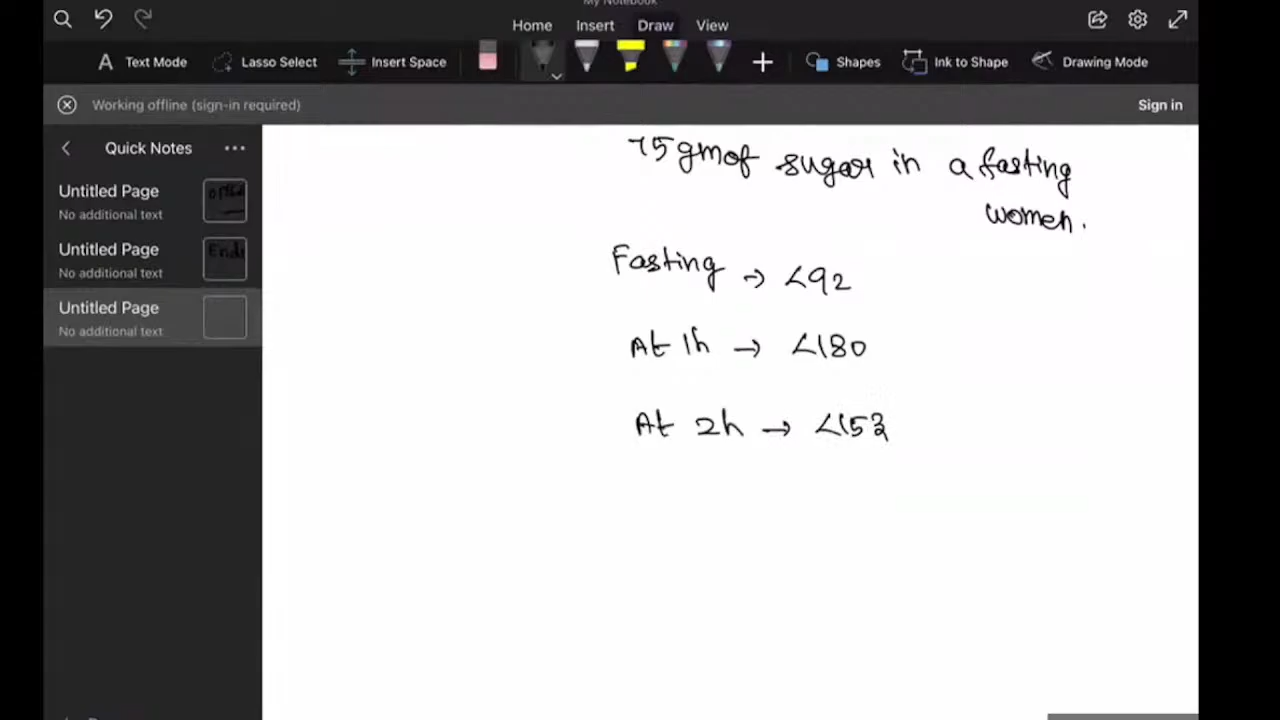 My Notebook
Home Insert Draw View
Text Mode Lasso Select Insert Space Shapes Ink to Shape Drawing Mode
Working offline (sign-in required) Sign in
Quick Notes
Untitled Page
No additional text
Untitled Page
No additional text
Untitled Page
No additional text
75gm of sugar in a fasting
women.
Fasting → <92
At 1h → <180
At 2h → <153